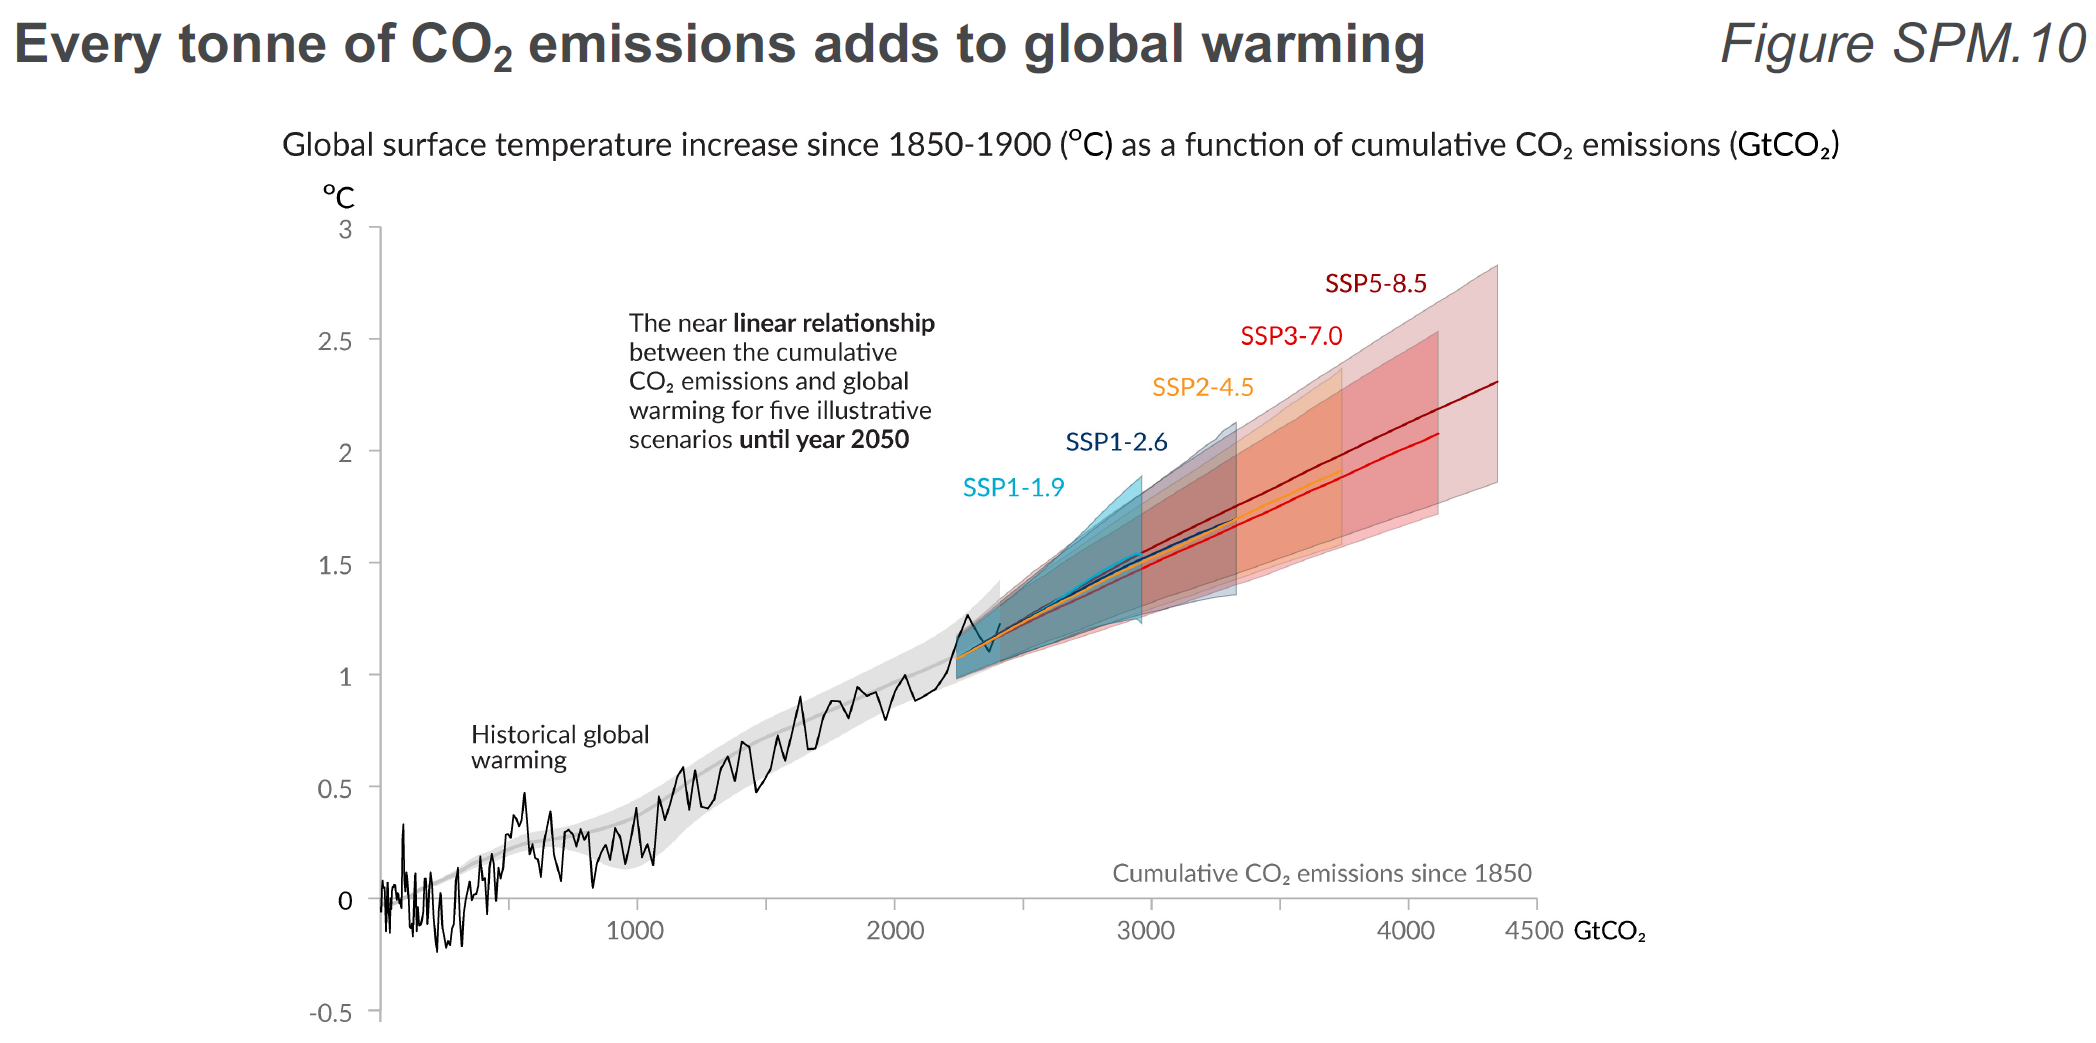 Every tonne of CO₂ emissions adds to global warming
Figure SPM.10
Global surface temperature increase since 1850-1900 (°C) as a function of cumulative CO₂ emissions (GtCO₂)
°C
3
2.5
2
1.5
1
0.5
0
-0.5
The near linear relationship
between the cumulative
CO₂ emissions and global
warming for five illustrative
scenarios until year 2050
SSP5-8.5
SSP3-7.0
SSP2-4.5
SSP1-2.6
SSP1-1.9
Historical global
warming
Cumulative CO₂ emissions since 1850
1000 2000 3000 4000 4500 GtCO₂